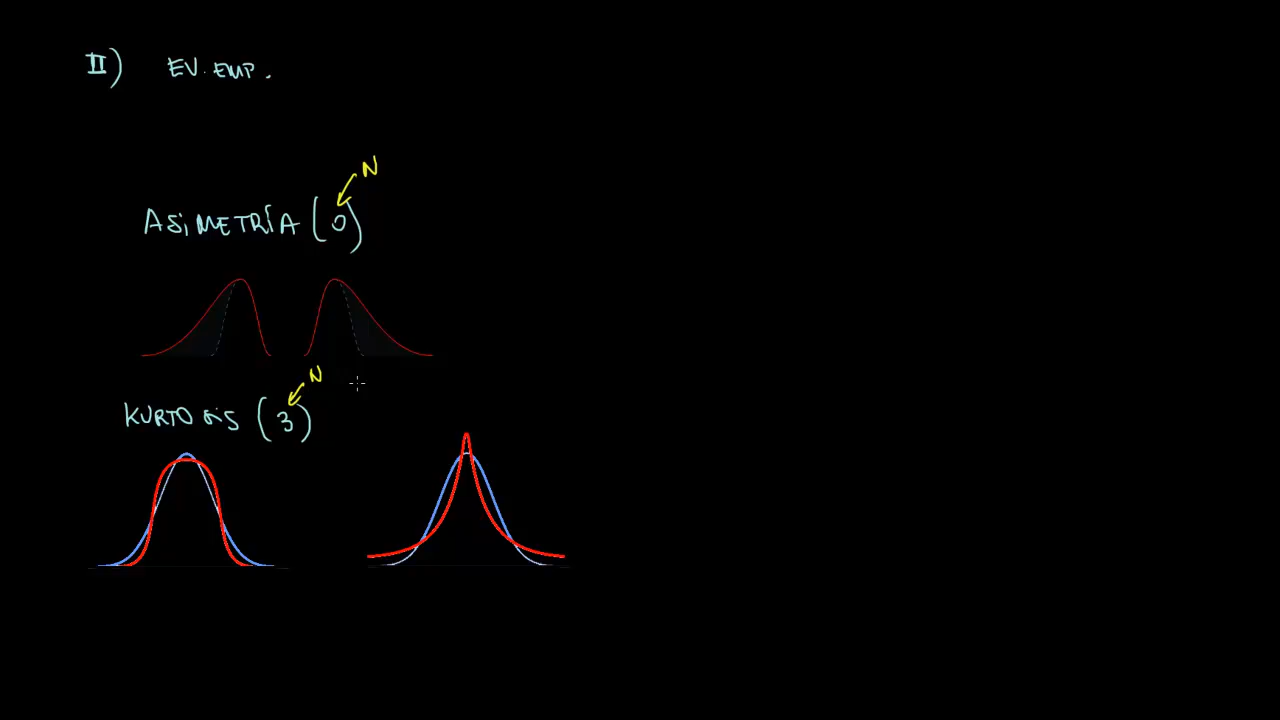 II) EV. EMP.
N
ASIMETRÍA (0)
N
KURTOSIS (3)